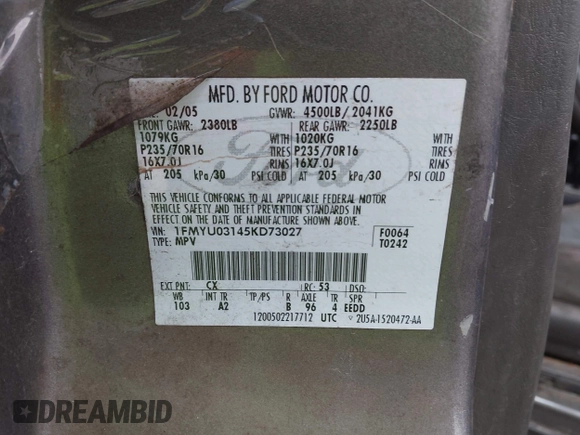 MFD. BY FORD MOTOR CO.
02/05 GVWR: 4500LB/ 2041KG
FRONT GAWR: 2380LB REAR GAWR: 2250LB
1079KG WITH 1020KG WITH
P235/70R16 TIRES P235/70R16 TIRES
16X7.0J RIMS 16X7.0J RIMS
AT 205 kPa/30 PSI COLD AT 205 kPa/30 PSI COLD
THIS VEHICLE CONFORMS TO ALL APPLICABLE FEDERAL MOTOR
VEHICLE SAFETY AND THEFT PREVENTION STANDARDS IN
EFFECT ON THE DATE OF MANUFACTURE SHOWN ABOVE.
VIN: 1FMYU03145KD73027 F0064
TYPE: MPV T0242
EXT PNT: CX RC: 53 DSO:
WB INT TR TP/PS R AXLE TR SPR
103 A2 B 96 4 EEDD
1200502217712 UTC 2U5A-1520472-AA
Ford
DREAMBID